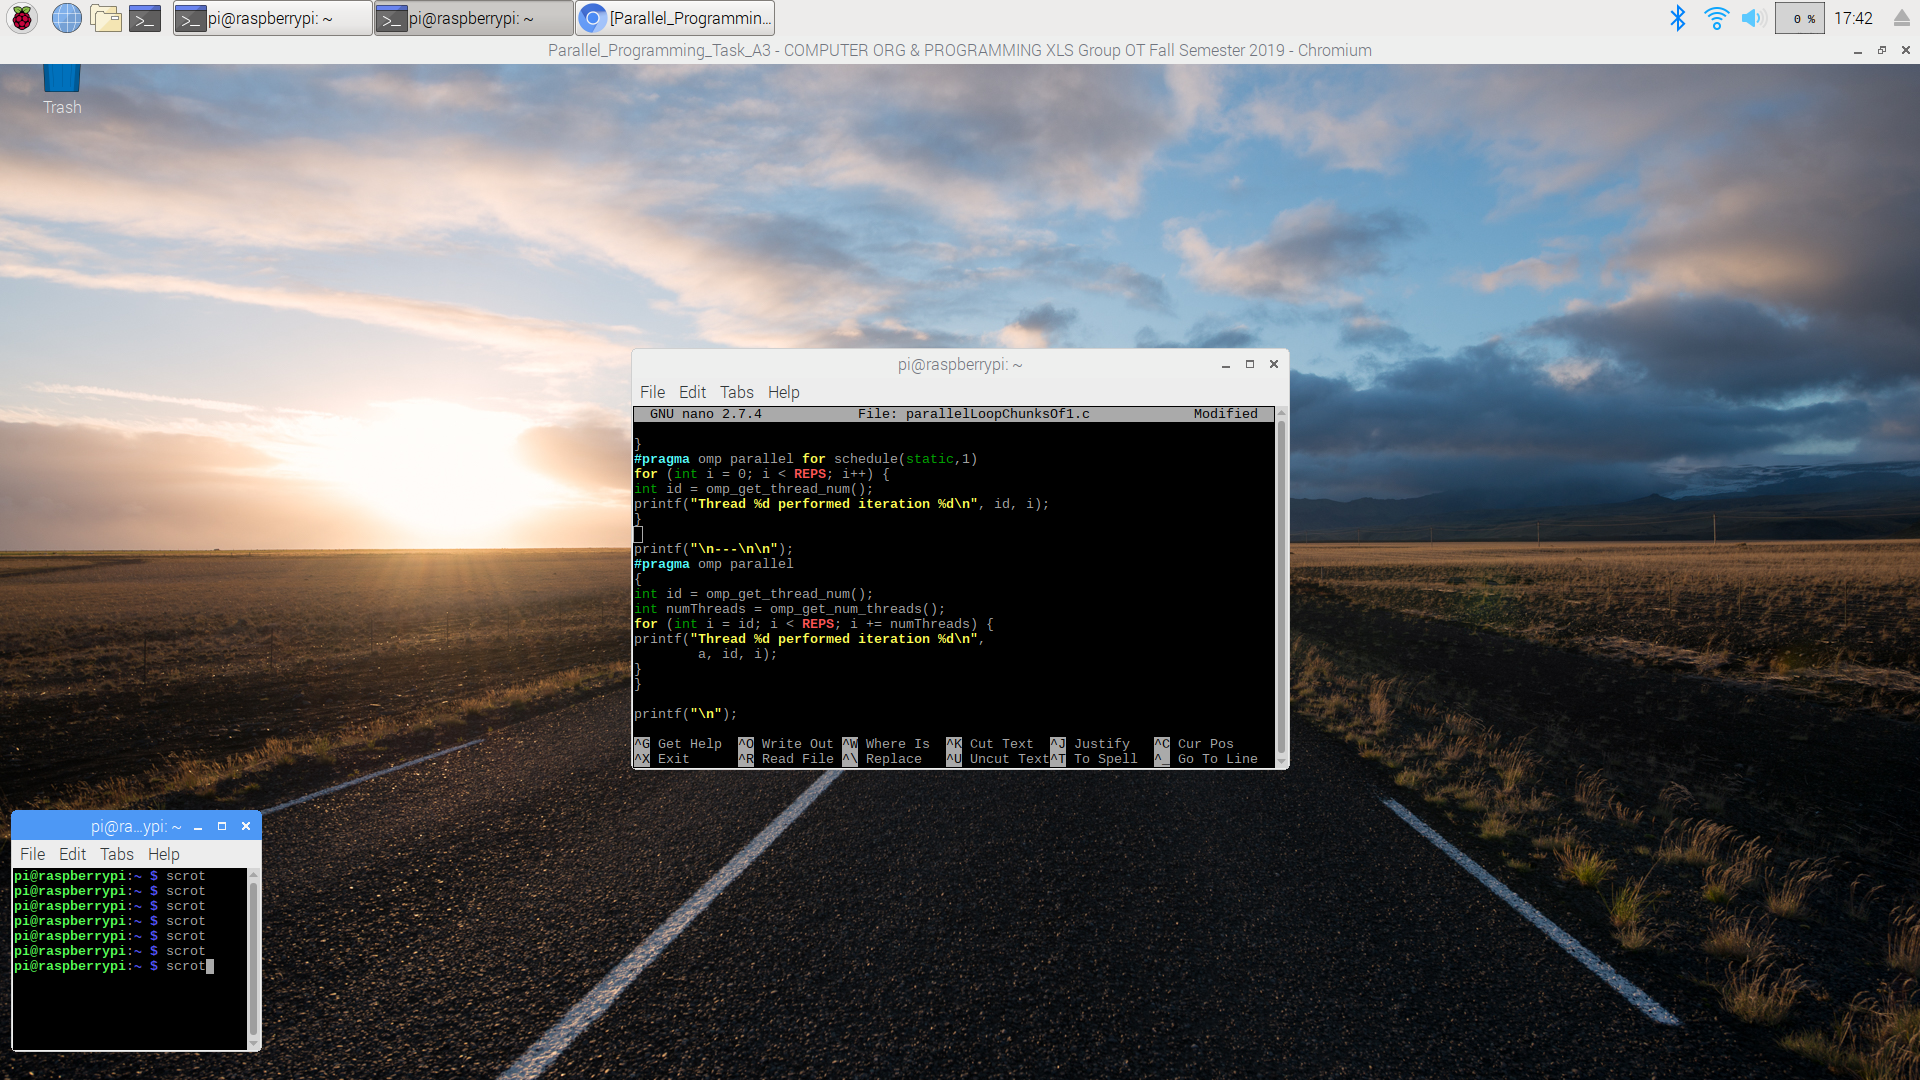 pi@raspberrypi: ~
pi@raspberrypi: ~
[Parallel_Programmin...
0 %
17:42
Parallel_Programming_Task_A3 - COMPUTER ORG & PROGRAMMING XLS Group OT Fall Semester 2019 - Chromium
Trash
pi@raspberrypi: ~
File Edit Tabs Help
GNU nano 2.7.4 File: parallelLoopChunksOf1.c Modified
}
#pragma omp parallel for schedule(static,1)
for (int i = 0; i < REPS; i++) {
int id = omp_get_thread_num();
printf("Thread %d performed iteration %d\n", id, i);
}
printf("\n---\n\n");
#pragma omp parallel
{
int id = omp_get_thread_num();
int numThreads = omp_get_num_threads();
for (int i = id; i < REPS; i += numThreads) {
printf("Thread %d performed iteration %d\n",
a, id, i);
}
}
printf("\n");
^G Get Help ^O Write Out ^W Where Is ^K Cut Text ^J Justify ^C Cur Pos
^X Exit ^R Read File ^\ Replace ^U Uncut Text ^T To Spell ^_ Go To Line
pi@ra...ypi: ~
File Edit Tabs Help
pi@raspberrypi:~ $ scrot
pi@raspberrypi:~ $ scrot
pi@raspberrypi:~ $ scrot
pi@raspberrypi:~ $ scrot
pi@raspberrypi:~ $ scrot
pi@raspberrypi:~ $ scrot
pi@raspberrypi:~ $ scrot